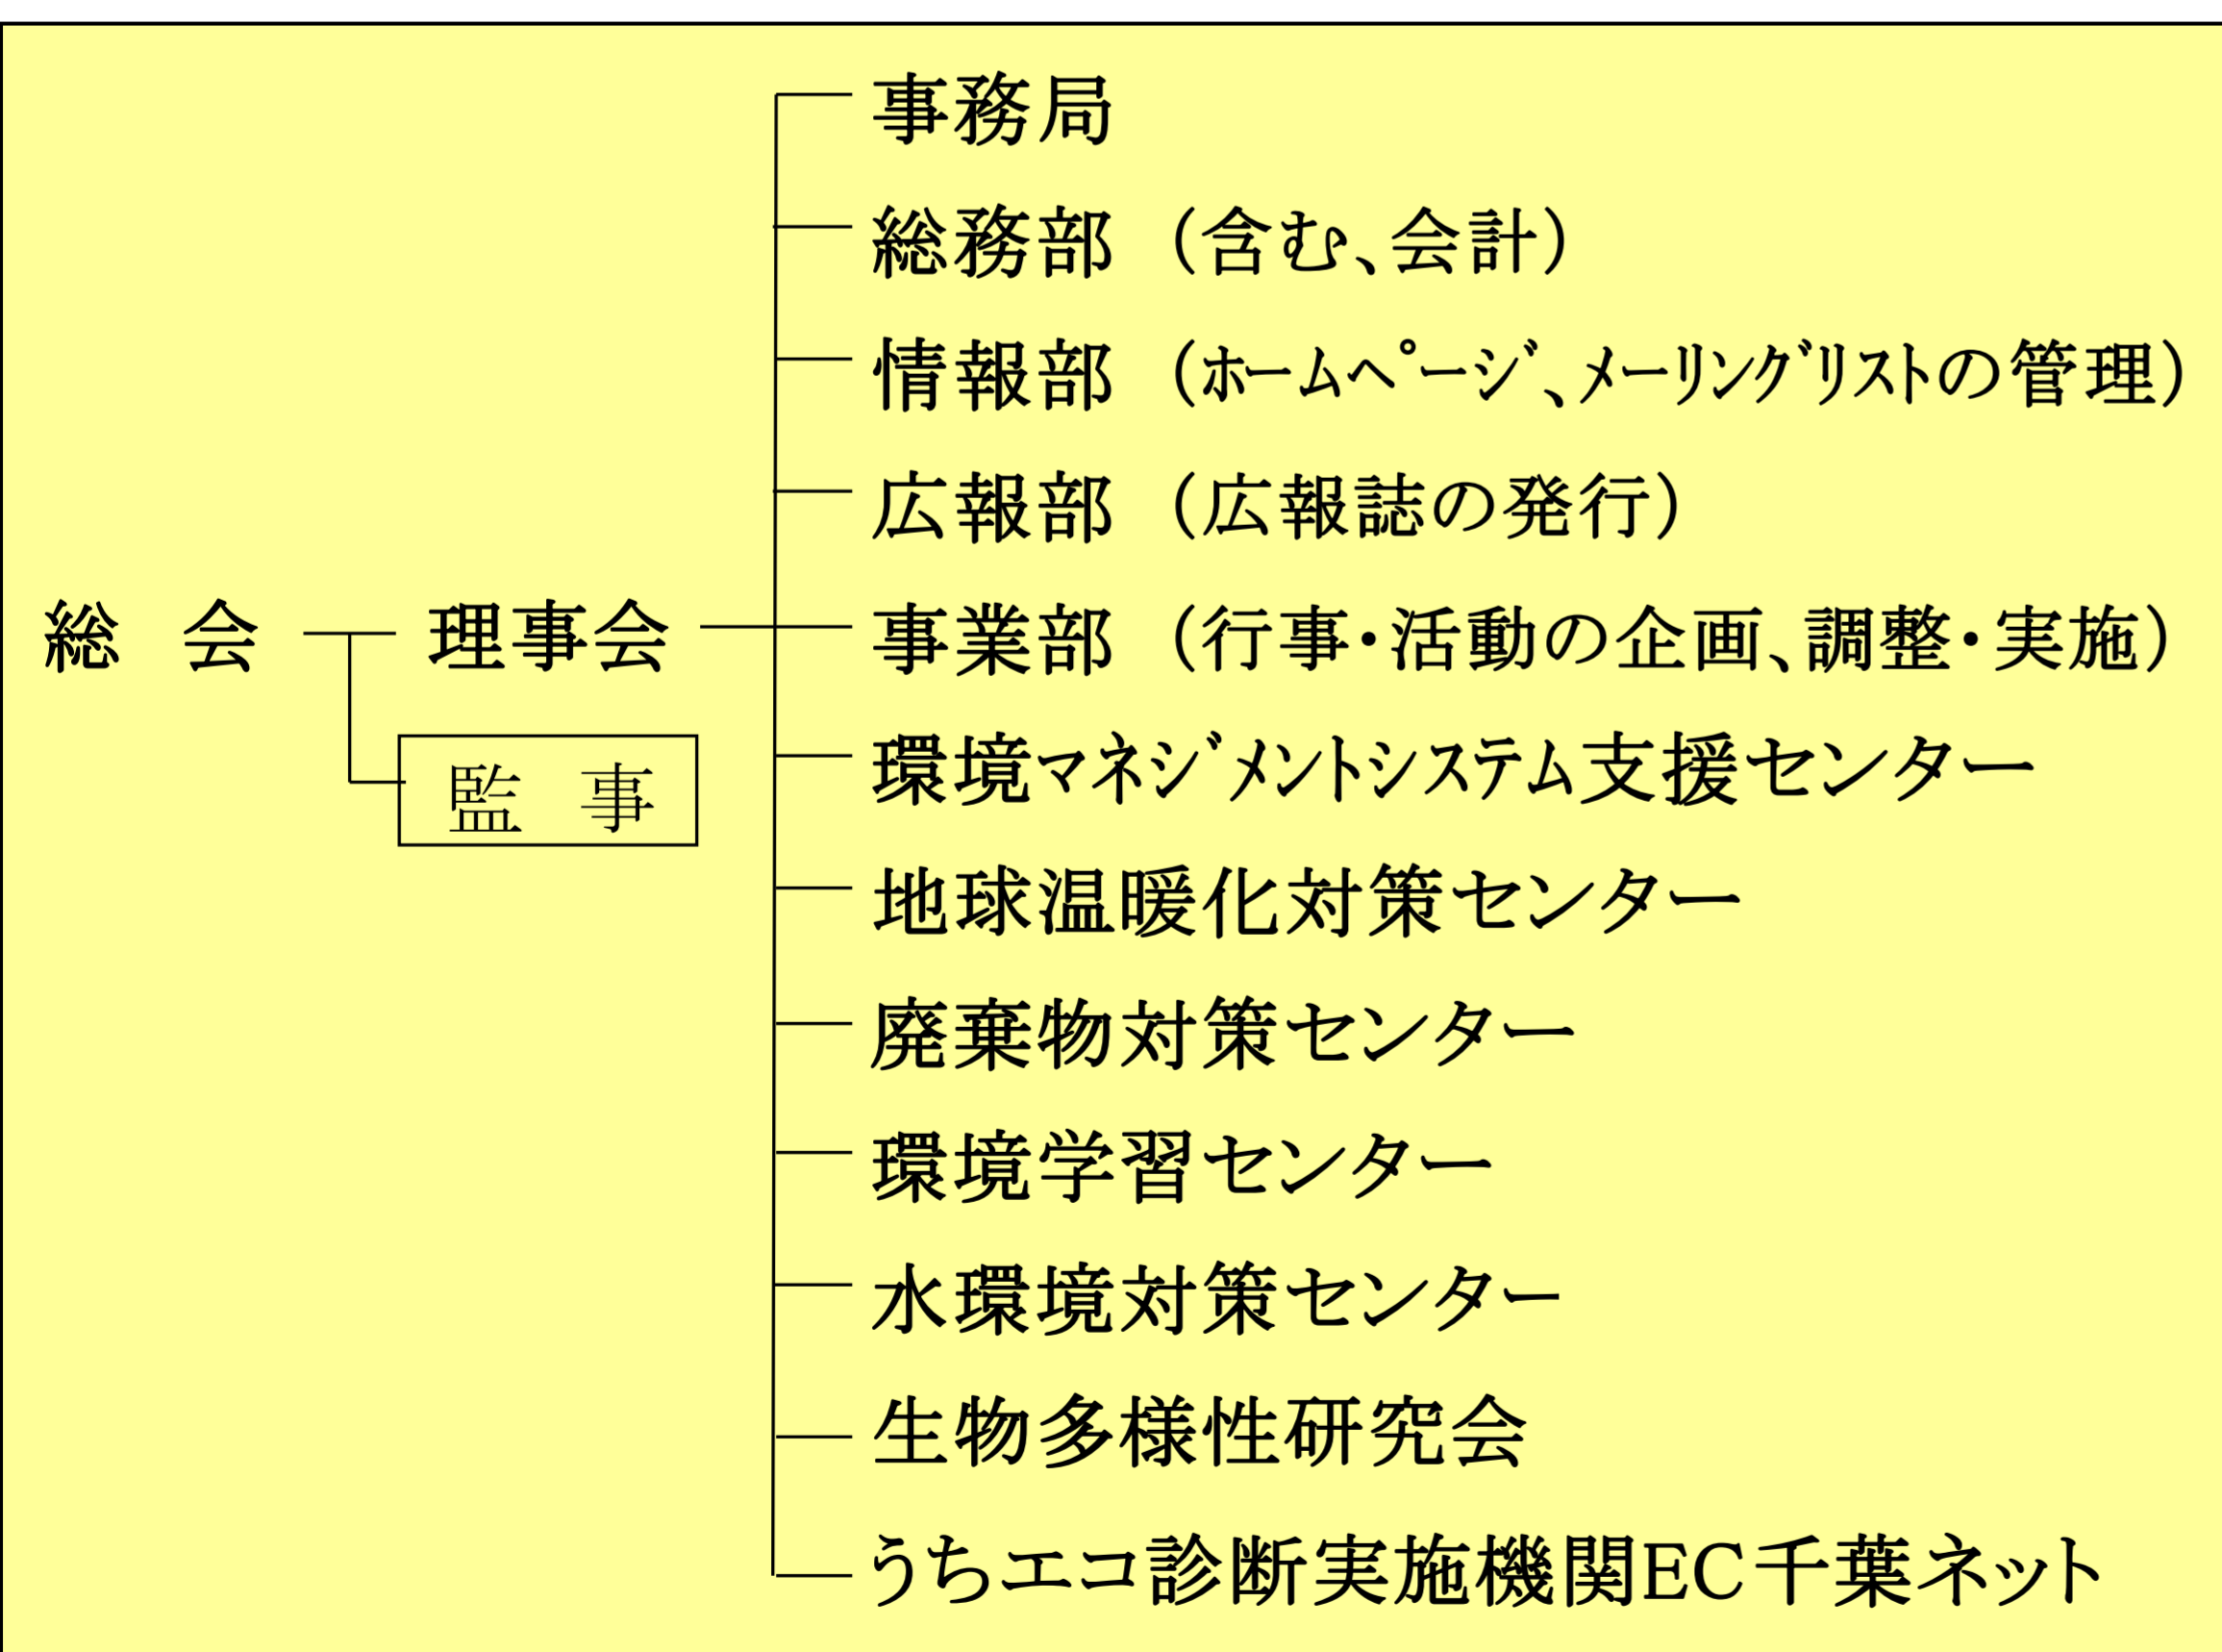 事務局
総務部 （含む、会計）
情報部 （ホームページ、メーリグリストの管理）
広報部 （広報誌の発行）
総 会 理事会 事業部 （行事・活動の企画、調整・実施）
環境マネジメントシステム支援センター
監 事
地球温暖化対策センター
廃棄物対策センター
環境学習センター
水環境対策センター
生物多様性研究会
うちエコ診断実施機関EC千葉ネット